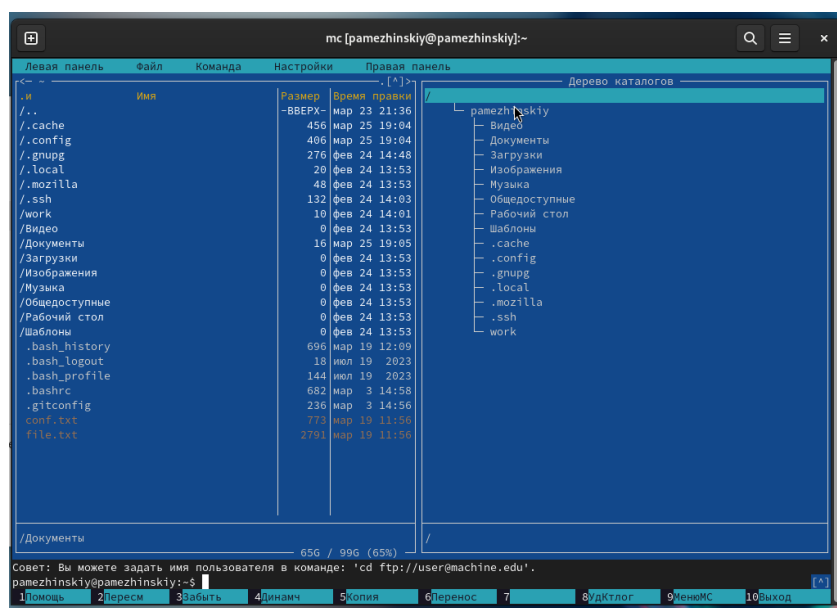 mc [pamezhinskiy@pamezhinskiy]:~
Левая панель Файл Команда Настройки Правая панель
<— ~ .[^]>
.и Имя Размер Время правки
/.. -ВВЕРХ- мар 23 21:36
/.cache 456 мар 25 19:04
/.config 406 мар 25 19:04
/.gnupg 276 фев 24 14:48
/.local 20 фев 24 13:53
/.mozilla 48 фев 24 13:53
/.ssh 132 фев 24 14:03
/work 10 фев 24 14:01
/Видео 0 фев 24 13:53
/Документы 16 мар 25 19:05
/Загрузки 0 фев 24 13:53
/Изображения 0 фев 24 13:53
/Музыка 0 фев 24 13:53
/Общедоступные 0 фев 24 13:53
/Рабочий стол 0 фев 24 13:53
/Шаблоны 0 фев 24 13:53
.bash_history 696 мар 19 12:09
.bash_logout 18 июл 19 2023
.bash_profile 144 июл 19 2023
.bashrc 682 мар 3 14:58
.gitconfig 236 мар 3 14:56
conf.txt 773 мар 19 11:56
file.txt 2791 мар 19 11:56
/Документы
65G / 99G (65%)
Дерево каталогов
/
pamezhinskiy
Видео
Документы
Загрузки
Изображения
Музыка
Общедоступные
Рабочий стол
Шаблоны
.cache
.config
.gnupg
.local
.mozilla
.ssh
work
/
Совет: Вы можете задать имя пользователя в команде: 'cd ftp://user@machine.edu'.
pamezhinskiy@pamezhinskiy:~$ [^]
1Помощь 2Пересм 3Забыть 4Динамч 5Копия 6Перенос 7 8УдКтлог 9МенюМС 10Выход